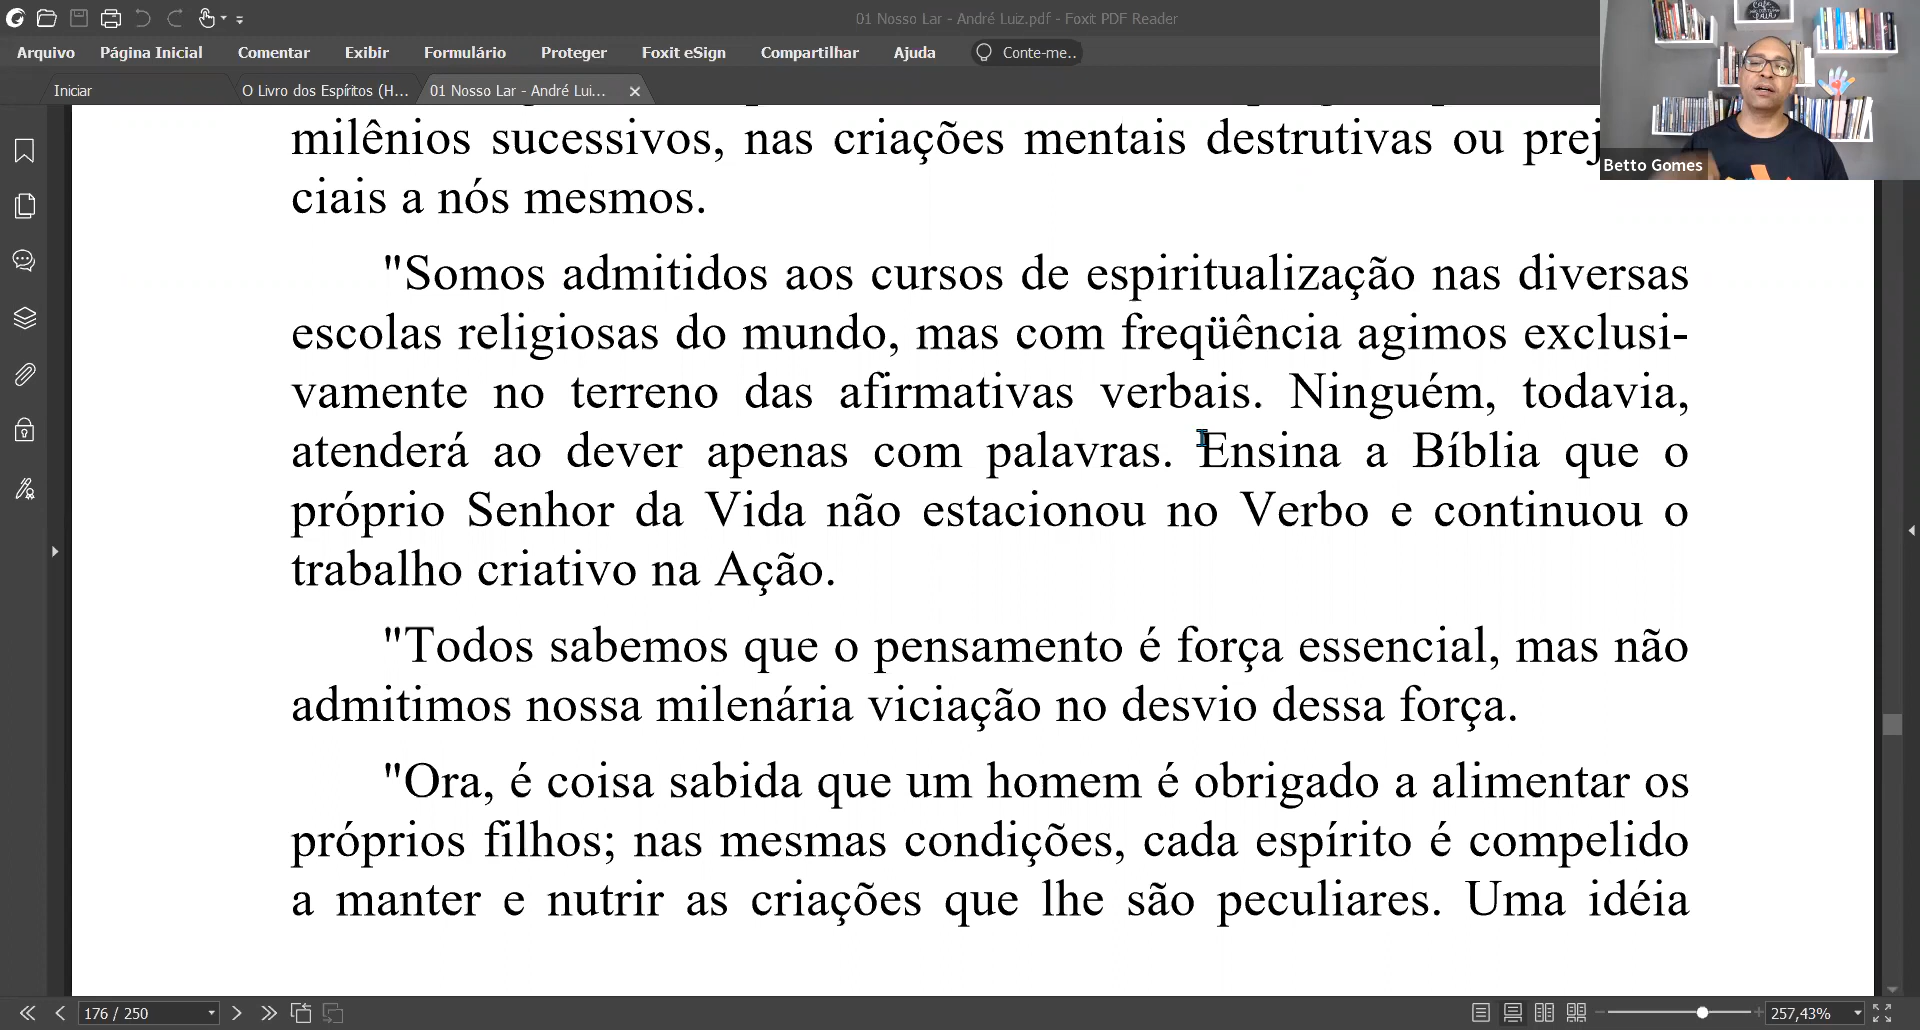 01 Nosso Lar - André Luiz.pdf - Foxit PDF Reader
Arquivo Página Inicial Comentar Exibir Formulário Proteger Foxit eSign Compartilhar Ajuda Conte-me..
Iniciar O Livro dos Espíritos (H... 01 Nosso Lar - André Lui...
Betto Gomes
milênios sucessivos, nas criações mentais destrutivas ou prej
ciais a nós mesmos.
"Somos admitidos aos cursos de espiritualização nas diversas
escolas religiosas do mundo, mas com freqüência agimos exclusi-
vamente no terreno das afirmativas verbais. Ninguém, todavia,
atenderá ao dever apenas com palavras. Ensina a Bíblia que o
próprio Senhor da Vida não estacionou no Verbo e continuou o
trabalho criativo na Ação.
"Todos sabemos que o pensamento é força essencial, mas não
admitimos nossa milenária viciação no desvio dessa força.
"Ora, é coisa sabida que um homem é obrigado a alimentar os
próprios filhos; nas mesmas condições, cada espírito é compelido
a manter e nutrir as criações que lhe são peculiares. Uma idéia
176 / 250
257,43%